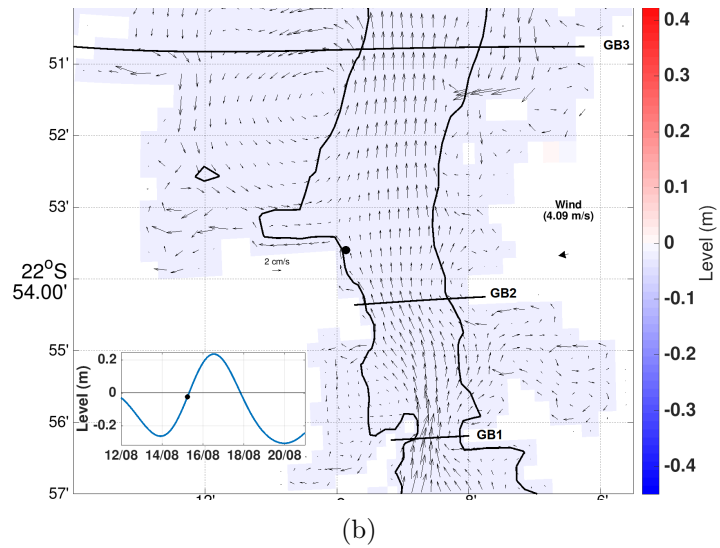 GB3
51'
52'
53'
22°S
54.00'
55'
56'
57'
Wind
(4.09 m/s)
2 cm/s
GB2
GB1
Level (m)
0.2
0
-0.2
12/08 14/08 16/08 18/08 20/08
8'
6'
0.4
0.3
0.2
0.1
0
-0.1
-0.2
-0.3
-0.4
Level (m)
(b)